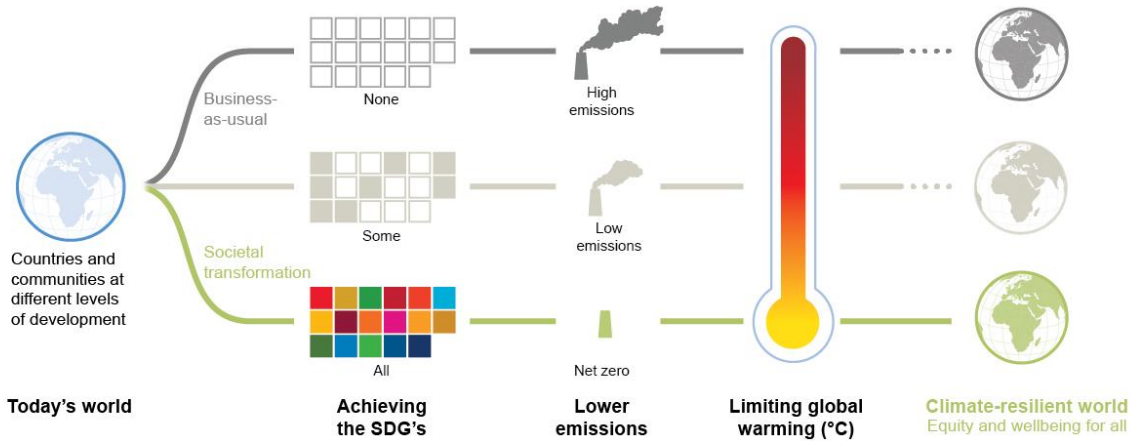 None
High
emissions
Business-
as-usual
Some
Low
emissions
Societal
transformation
Countries and
communities at
different levels
of development
All
Net zero
Today's world
Achieving
the SDG's
Lower
emissions
Limiting global
warming (°C)
Climate-resilient world
Equity and wellbeing for all